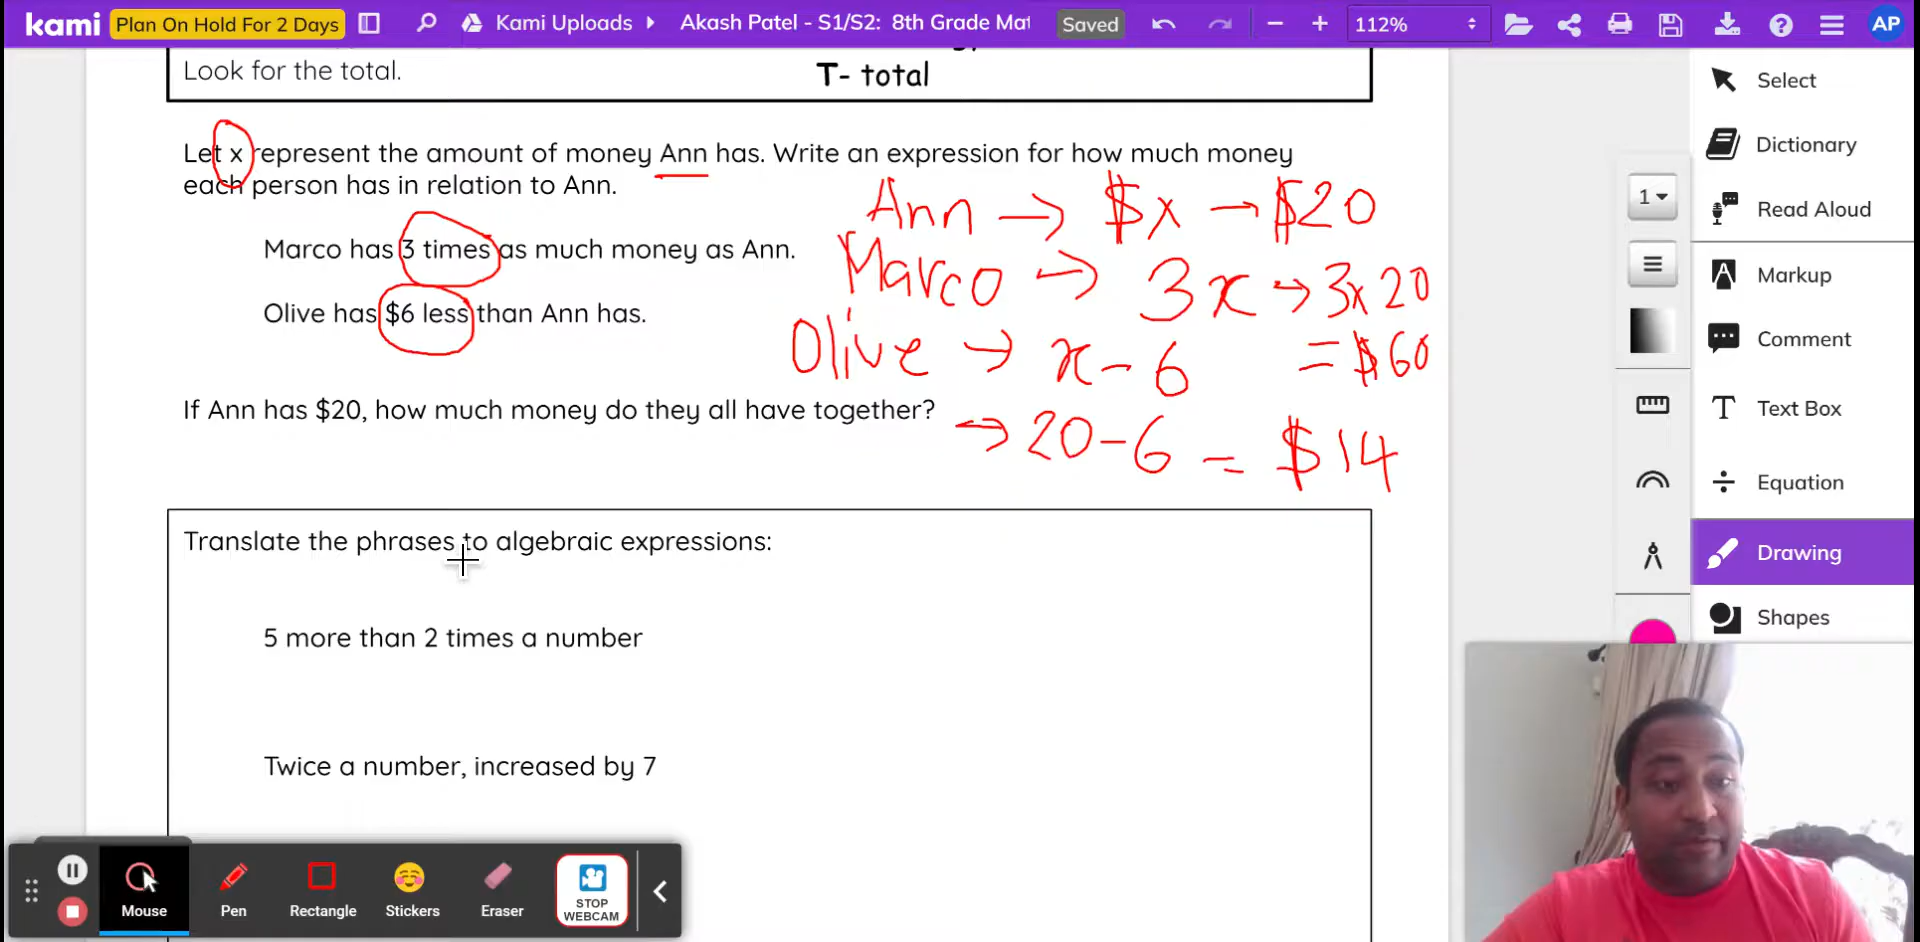 kami Plan On Hold For 2 Days Kami Uploads Akash Patel - S1/S2: 8th Grade Mat Saved 112% AP
Look for the total.
T- total
Let x represent the amount of money Ann has. Write an expression for how much money
each person has in relation to Ann.
Ann → $x → $20
Marco has 3 times as much money as Ann.
Marco → 3x → 3x20
Olive has $6 less than Ann has.
Olive → x - 6 = $60
If Ann has $20, how much money do they all have together?
→ 20-6 = $14
Translate the phrases to algebraic expressions:
5 more than 2 times a number
Twice a number, increased by 7
Select
Dictionary
1
Read Aloud
Markup
Comment
Text Box
Equation
Drawing
Shapes
Mouse
Pen
Rectangle
Stickers
Eraser
STOP
WEBCAM